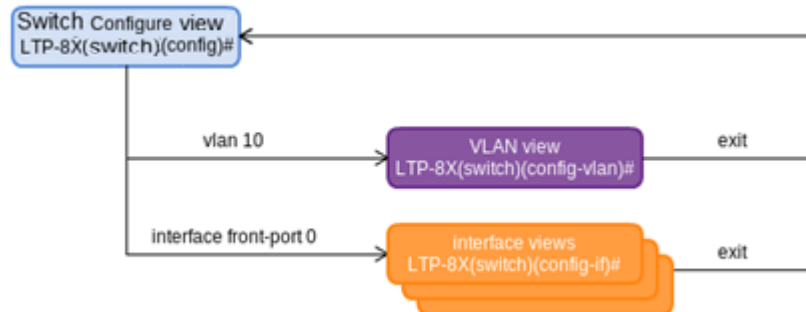 Switch Configure view
LTP-8X(switch)(config)#
vlan 10
VLAN view
LTP-8X(switch)(config-vlan)#
exit
interface front-port 0
interface views
LTP-8X(switch)(config-if)#
exit